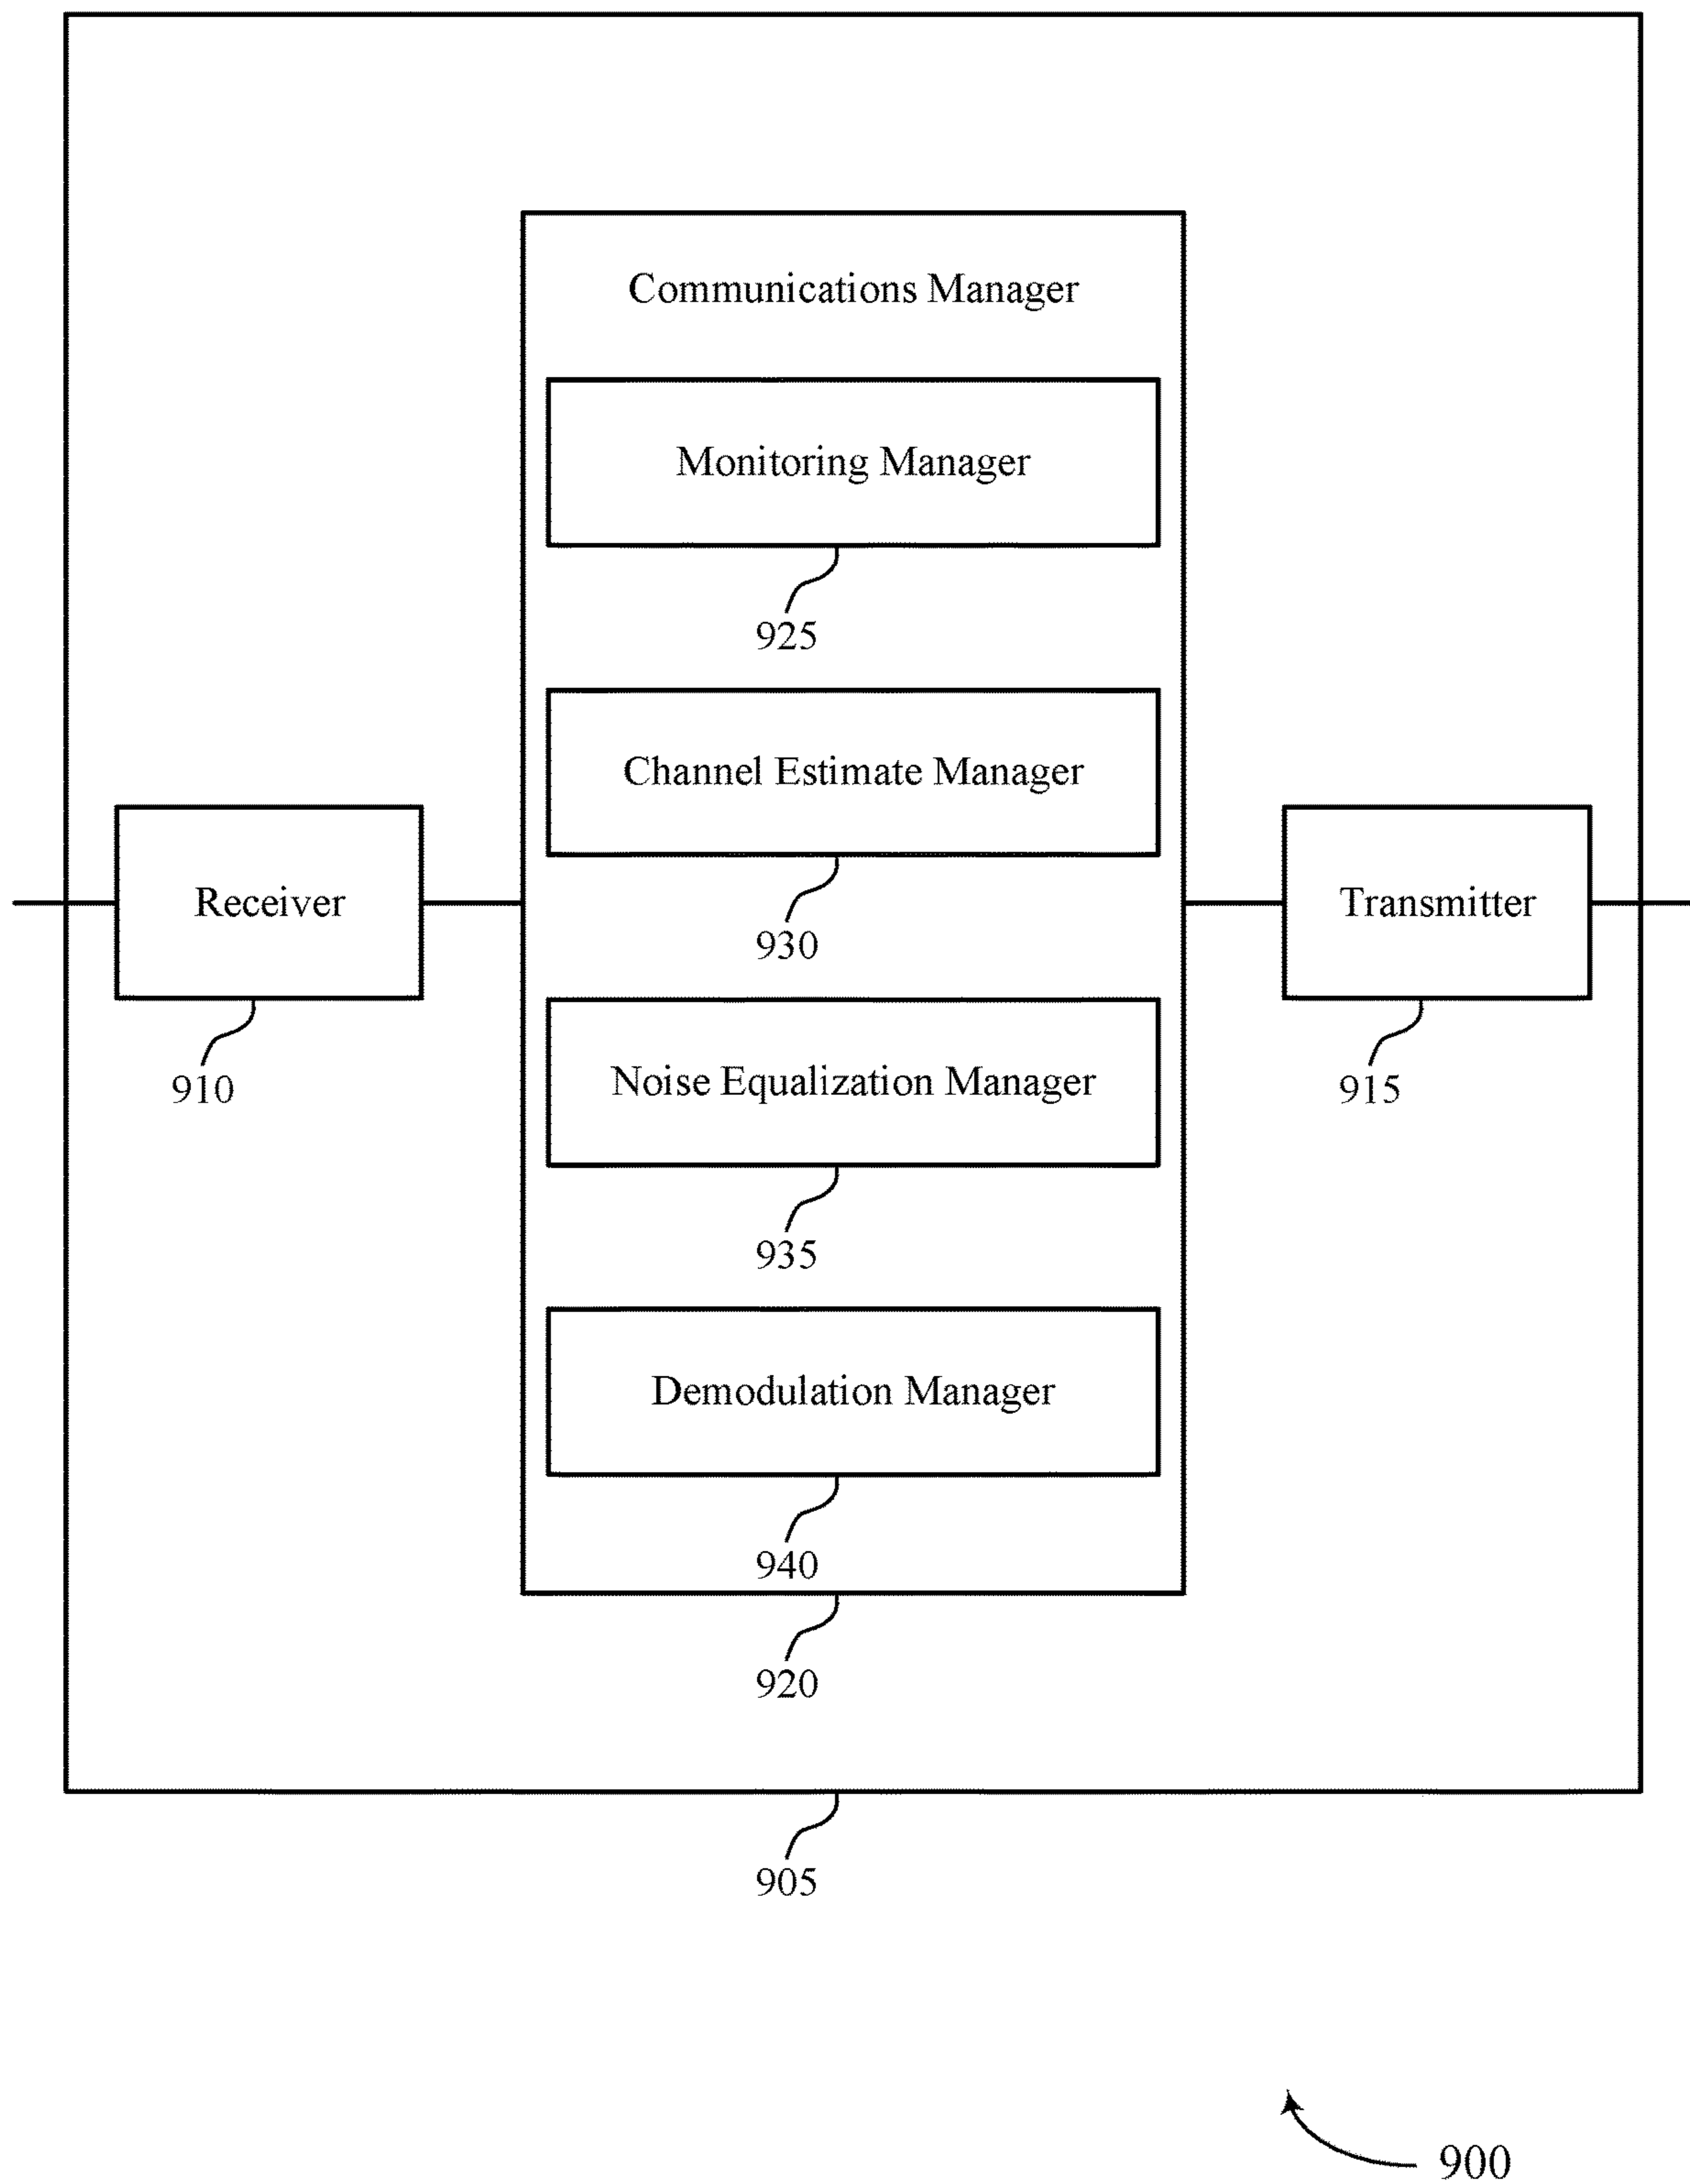 Communications Manager
Monitoring Manager
925
Channel Estimate Manager
930
Receiver
910
Transmitter
915
Noise Equalization Manager
935
Demodulation Manager
940
920
905
900